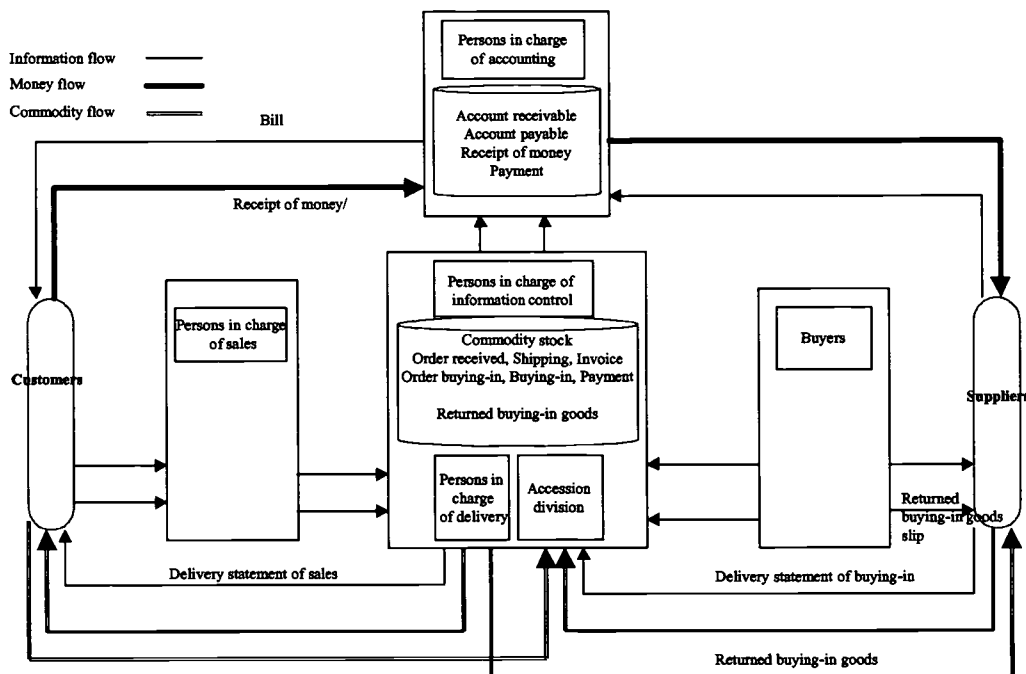 Persons in charge
of accounting
Information flow
Money flow
Commodity flow
Bill
Account receivable
Account payable
Receipt of money
Payment
Receipt of money/
Persons in charge of
information control
Persons in charge
of sales
Commodity stock
Order received, Shipping, Invoice
Order buying-in, Buying-in, Payment
Returned buying-in goods
Buyers
Customers
Suppliers
Persons in
charge
of delivery
Accession
division
Returned
buying-in goods
slip
Delivery statement of sales
Delivery statement of buying-in
Returned buying-in goods